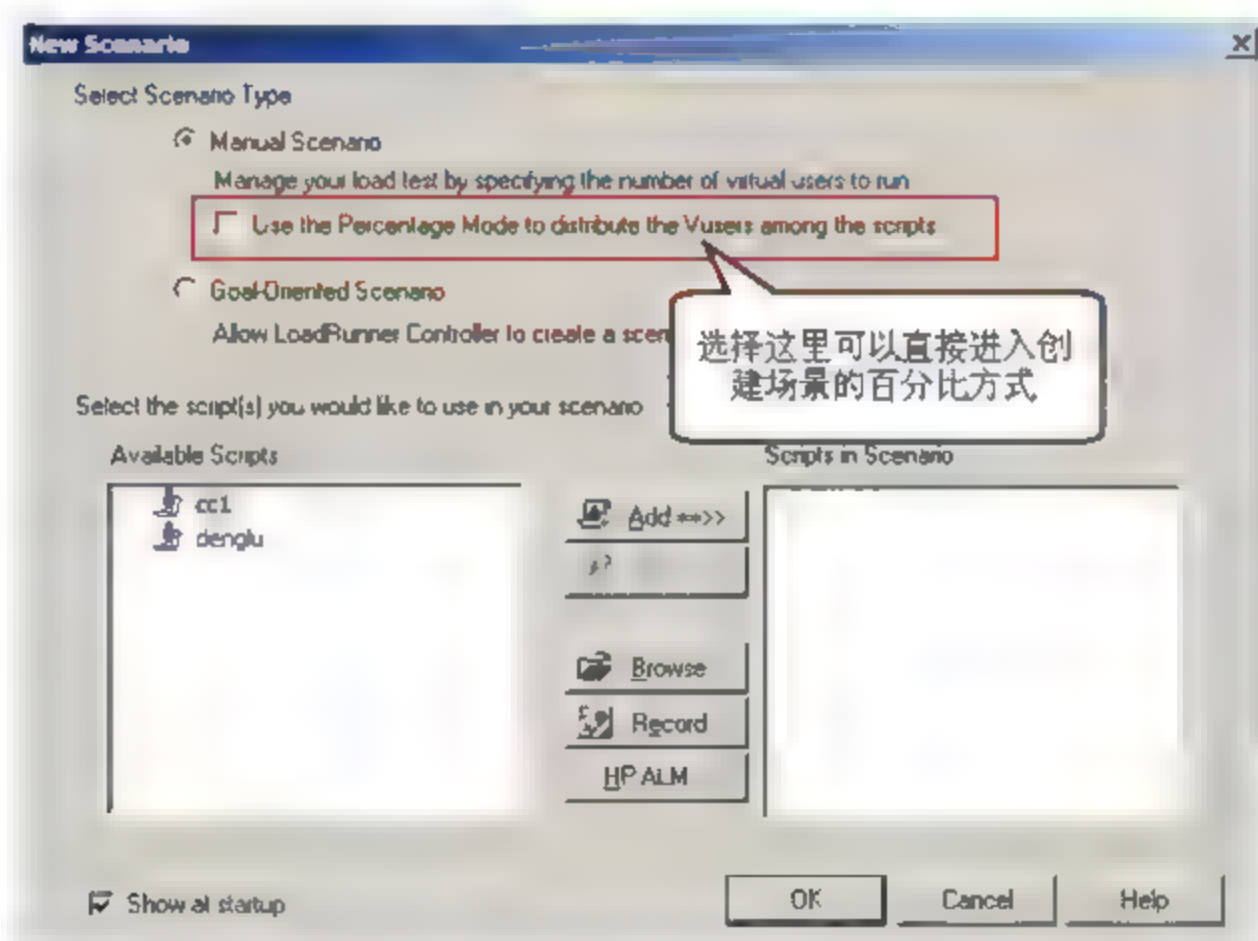 New Scenario
Select Scenario Type
Manual Scenario
Manage your load test by specifying the number of virtual users to run
Use the Percentage Mode to distribute the Vusers among the scripts
Goal-Oriented Scenario
Allow LoadRunner Controller to create a scen
选择这里可以直接进入创
建场景的百分比方式
Select the script(s) you would like to use in your scenario
Available Scripts
Scripts in Scenario
cc1
denglu
Add ==>>
Browse
Record
HP ALM
Show at startup
OK
Cancel
Help